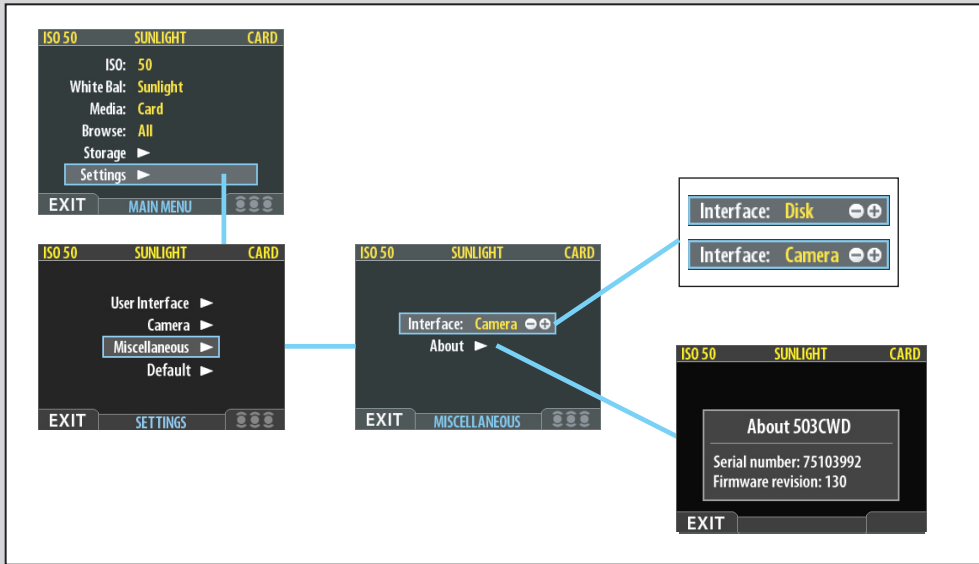 ISO 50 SUNLIGHT CARD
ISO: 50
White Bal: Sunlight
Media: Card
Browse: All
Storage
Settings
EXIT MAIN MENU
ISO 50 SUNLIGHT CARD
User Interface
Camera
Miscellaneous
Default
EXIT SETTINGS
ISO 50 SUNLIGHT CARD
Interface: Camera
About
EXIT MISCELLANEOUS
Interface: Disk
Interface: Camera
ISO 50 SUNLIGHT CARD
About 503CWD
Serial number: 75103992
Firmware revision: 130
EXIT